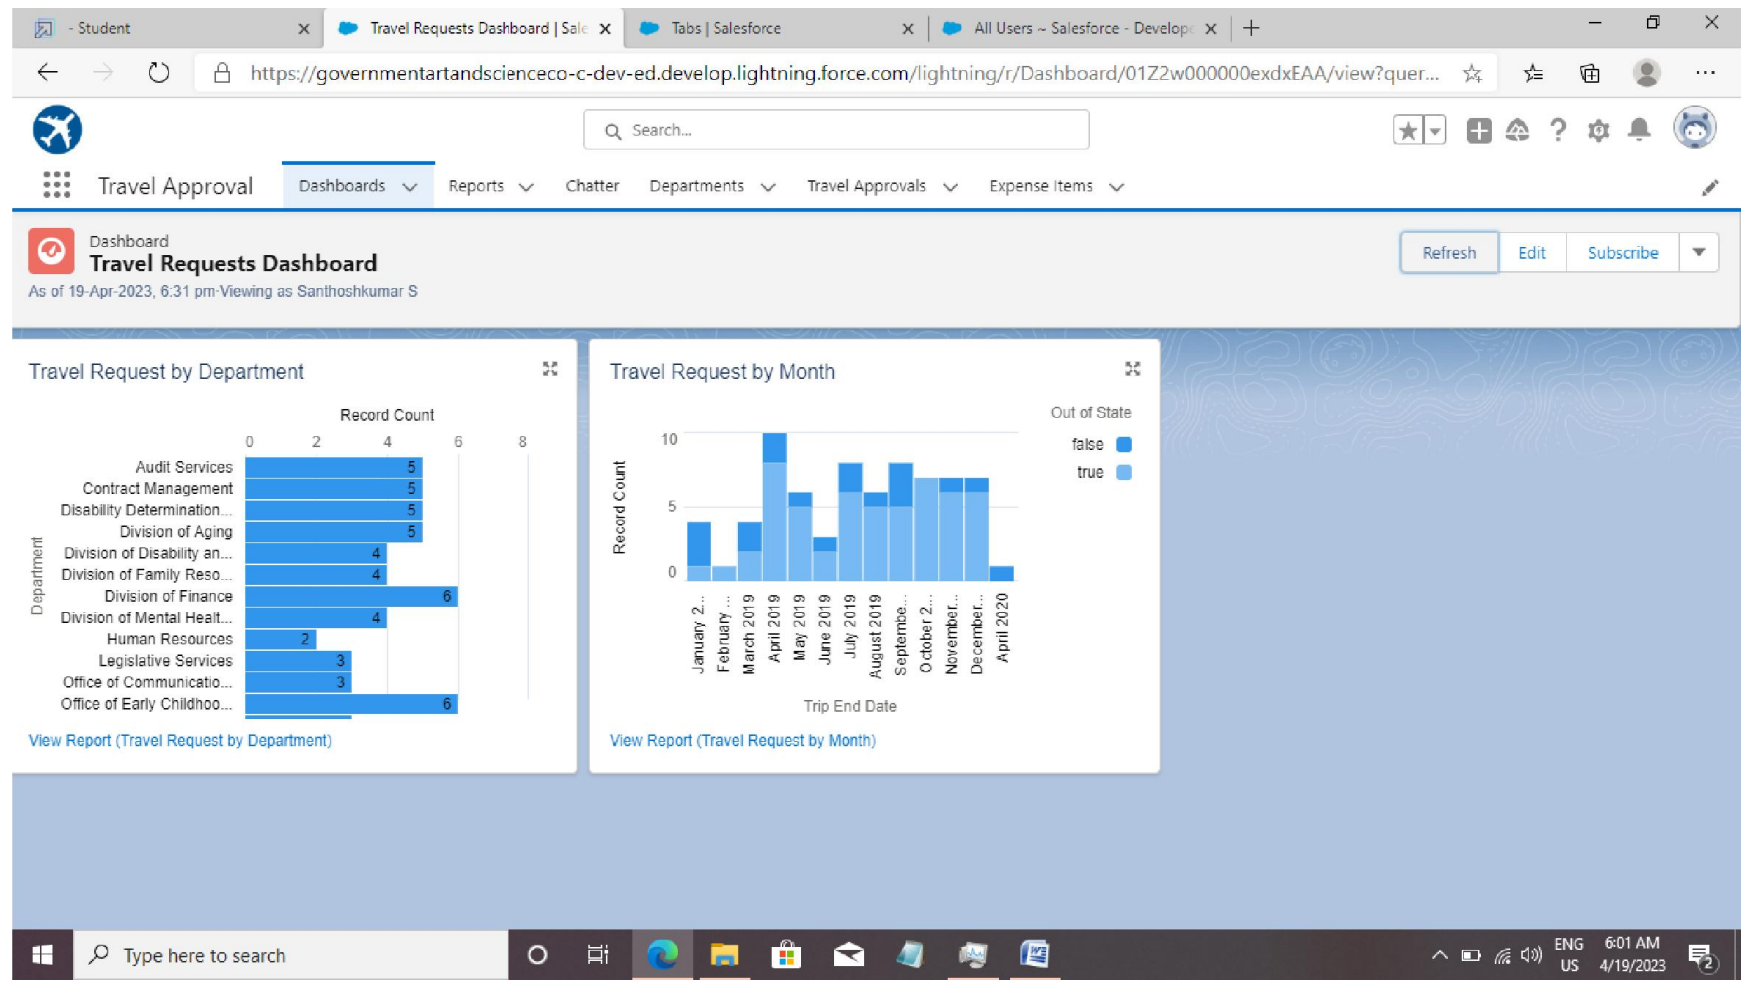 - Student
Travel Requests Dashboard | Sale
Tabs | Salesforce
All Users ~ Salesforce - Develope
https://governmentartandscienceco-c-dev-ed.develop.lightning.force.com/lightning/r/Dashboard/01Z2w000000exdxEAA/view?quer...
Search...
Travel Approval
Dashboards
Reports
Chatter
Departments
Travel Approvals
Expense Items
Dashboard
Travel Requests Dashboard
As of 19-Apr-2023, 6:31 pm·Viewing as Santhoshkumar S
Refresh
Edit
Subscribe
Travel Request by Department
Record Count
0 2 4 6 8
Department
Audit Services 5
Contract Management 5
Disability Determination... 5
Division of Aging 5
Division of Disability an... 4
Division of Family Reso... 4
Division of Finance 6
Division of Mental Healt... 4
Human Resources 2
Legislative Services 3
Office of Communicatio... 3
Office of Early Childhoo... 6
View Report (Travel Request by Department)
Travel Request by Month
Out of State
false
true
Record Count
10
5
0
January 2...
February ...
March 2019
April 2019
May 2019
June 2019
July 2019
August 2019
Septembe...
October 2...
November...
December...
April 2020
Trip End Date
View Report (Travel Request by Month)
Type here to search
ENG
US
6:01 AM
4/19/2023
2